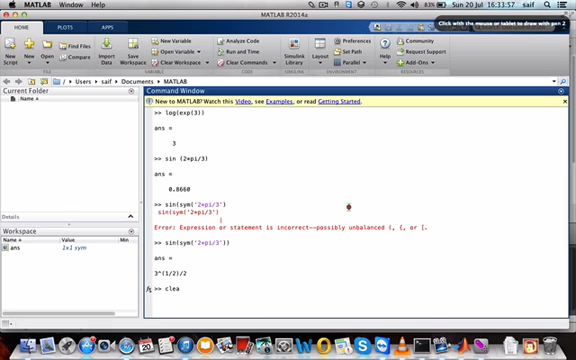 MATLAB Window Help
83% Sun 20 Jul 16:33:57 saif
MATLAB R2014a
Click with the mouse or tablet to draw with pen 2
HOME PLOTS APPS
New Script New Open Find Files Compare
Import Data Save Workspace
New Variable Open Variable Clear Workspace
Analyze Code Run and Time Clear Commands
Simulink Library Layout
Preferences Set Path Parallel
Help Community Request Support Add-Ons
FILE VARIABLE CODE SIMULINK ENVIRONMENT RESOURCES
Users saif Documents MATLAB
Current Folder
Name
Details
Workspace
Name Value
ans 1x1 sym
Command Window
New to MATLAB? Watch this Video, see Examples, or read Getting Started.
>> log(exp(3))
ans =
3
>> sin (2*pi/3)
ans =
0.8660
>> sin(sym('2*pi/3')
sin(sym('2*pi/3')
|
Error: Expression or statement is incorrect--possibly unbalanced (, {, or [.
>> sin(sym('2*pi/3'))
ans =
3^(1/2)/2
fx >> clea